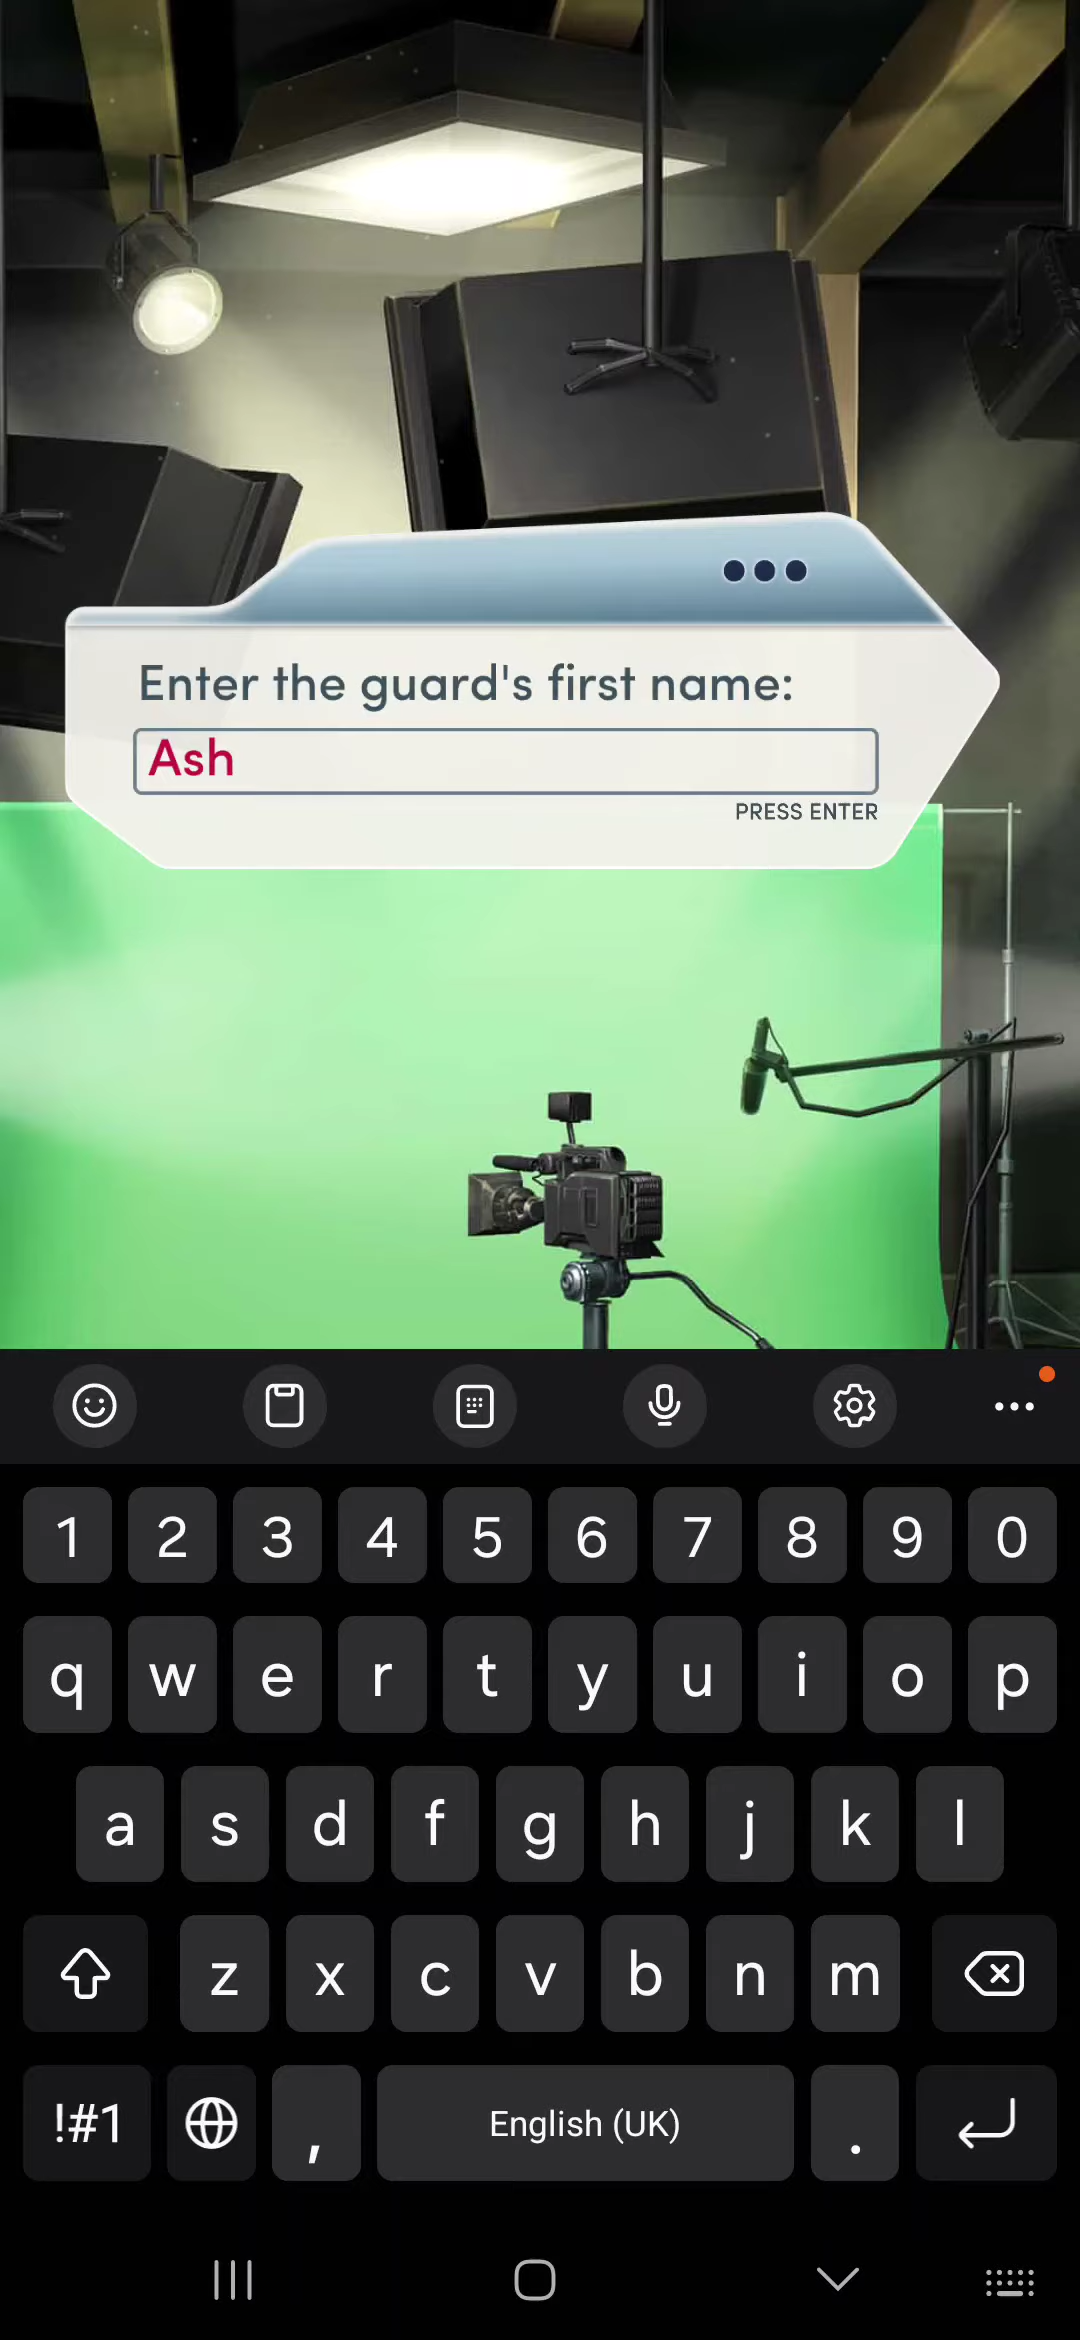 Enter the guard's first name:
Ash
PRESS ENTER
1 2 3 4 5 6 7 8 9 0
q w e r t y u i o p
a s d f g h j k l
z x c v b n m
!#1 , English (UK) .